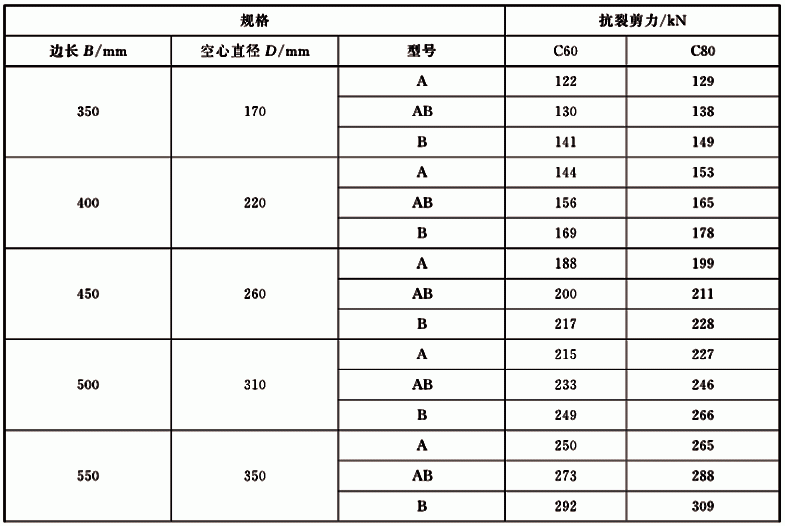 规格 抗裂剪力/kN
边长 B/mm 空心直径 D/mm 型号 C60 C80
350 170 A 122 129
AB 130 138
B 141 149
400 220 A 144 153
AB 156 165
B 169 178
450 260 A 188 199
AB 200 211
B 217 228
500 310 A 215 227
AB 233 246
B 249 266
550 350 A 250 265
AB 273 288
B 292 309